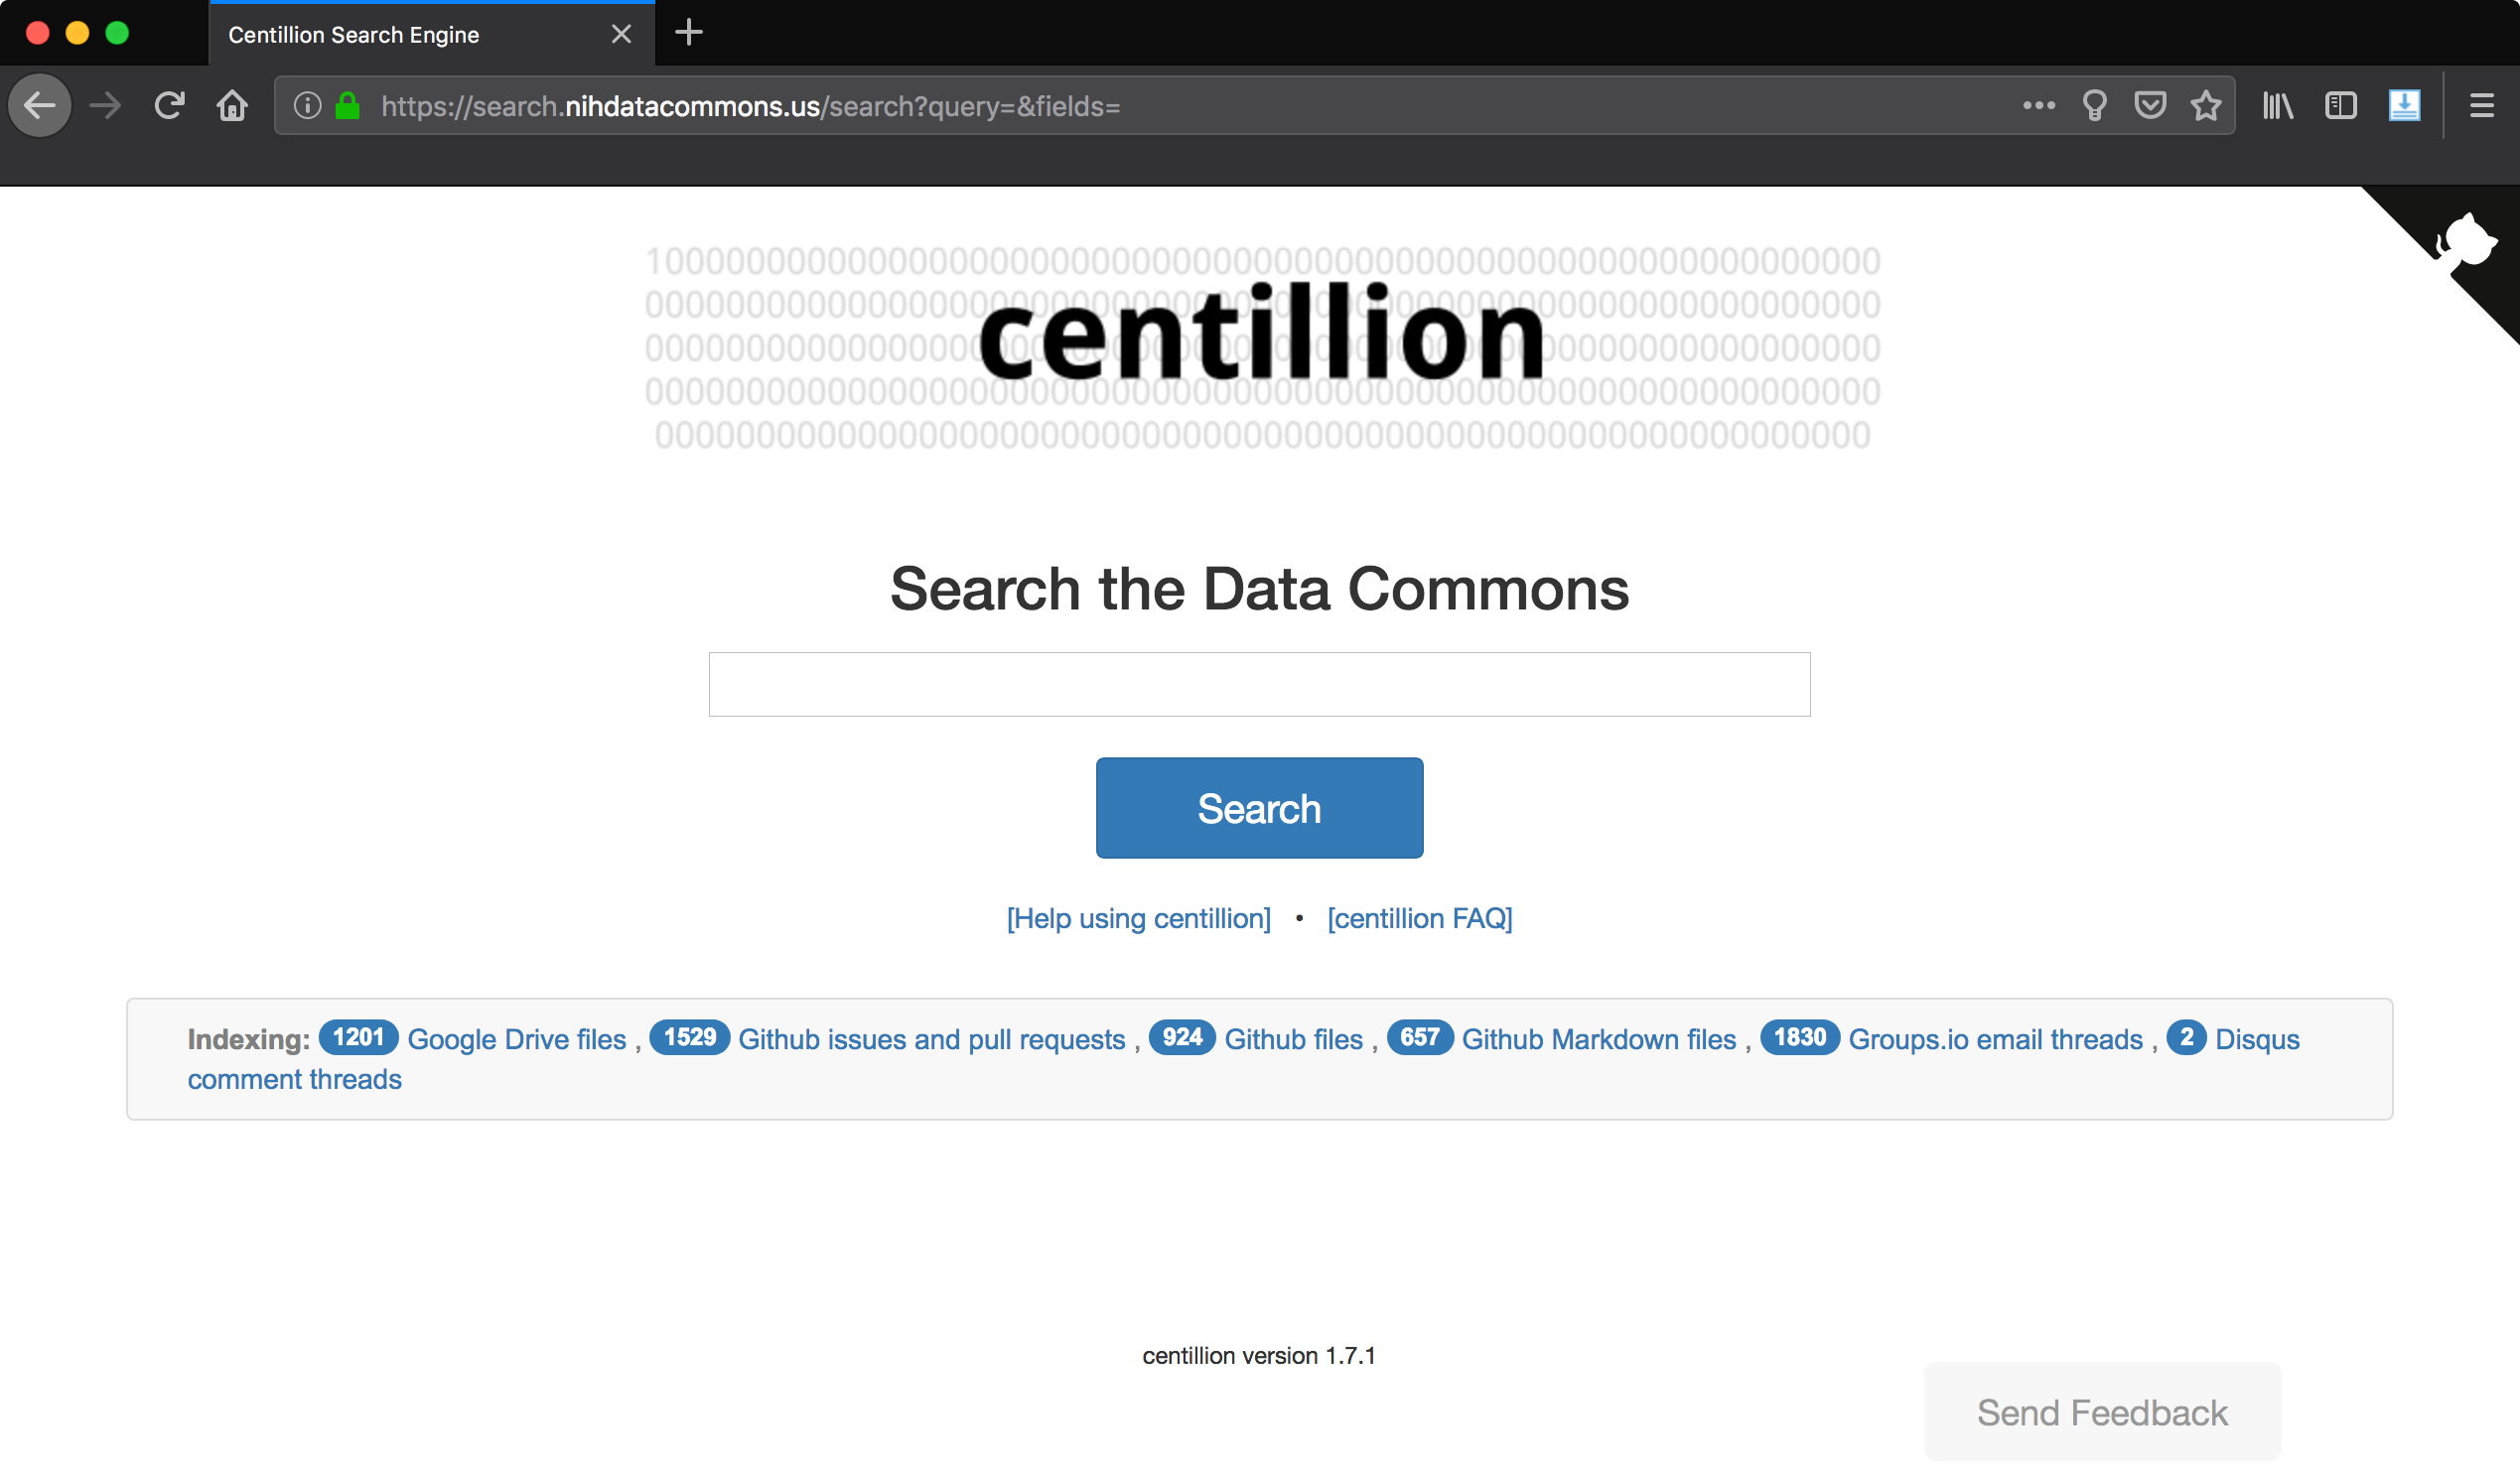 Centillion Search Engine
https://search.nihdatacommons.us/search?query=&fields=
centillion
Search the Data Commons
Search
[Help using centillion] • [centillion FAQ]
Indexing: 1201 Google Drive files , 1529 Github issues and pull requests , 924 Github files , 657 Github Markdown files , 1830 Groups.io email threads , 2 Disqus
comment threads
centillion version 1.7.1
Send Feedback